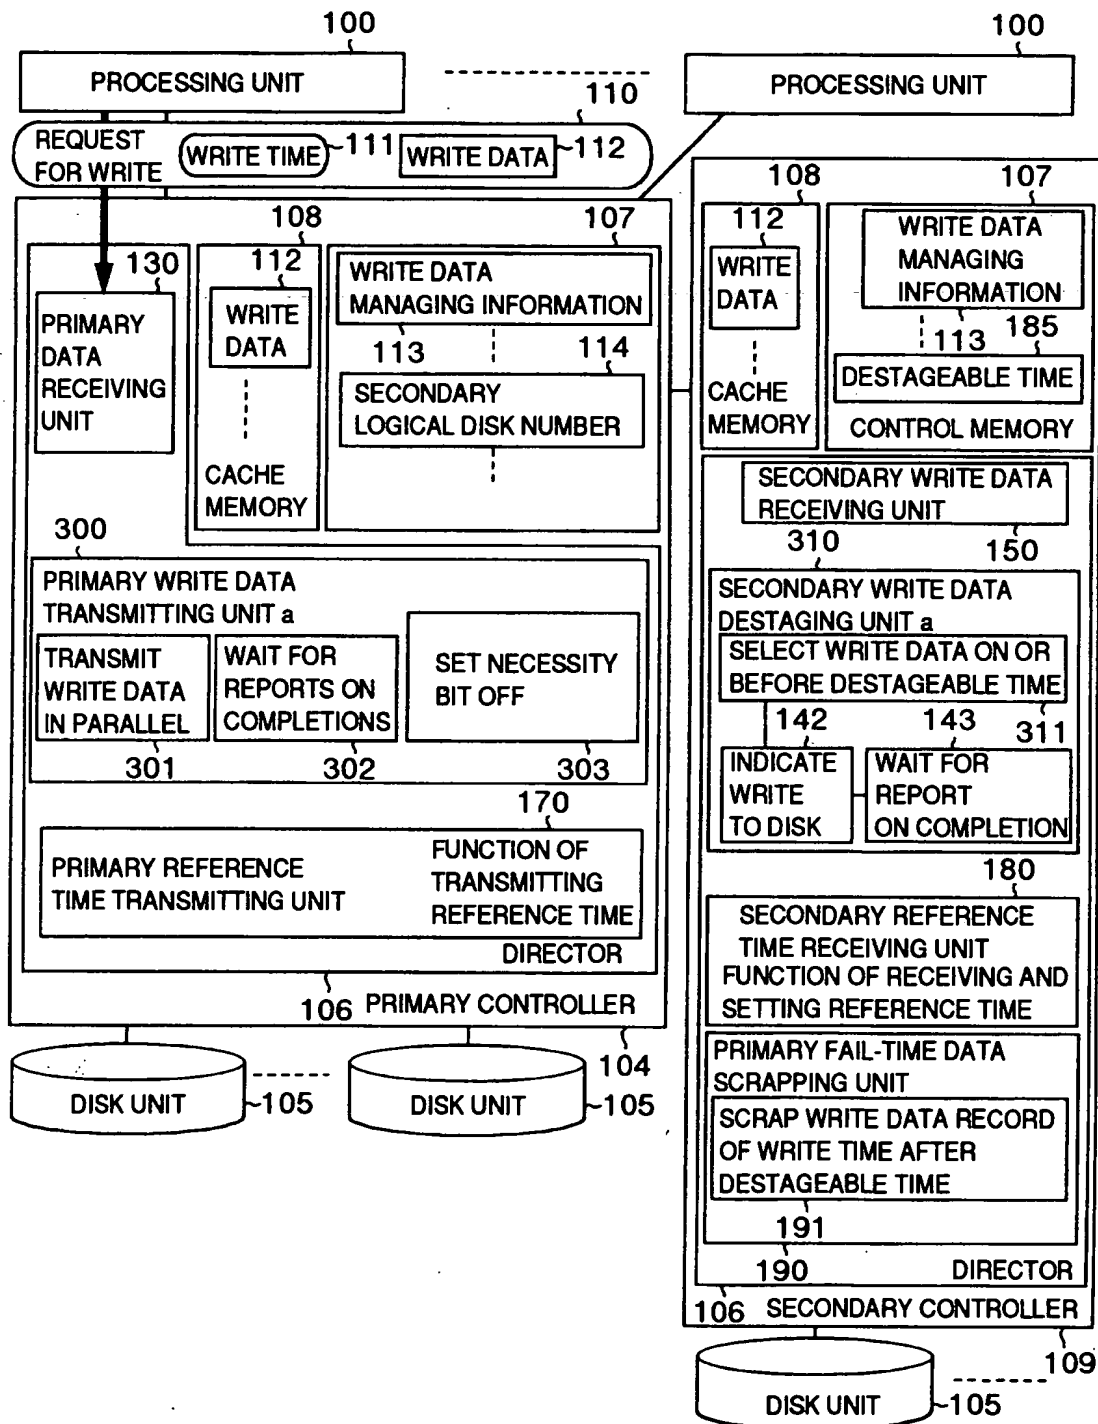 100
PROCESSING UNIT
100
PROCESSING UNIT
110
REQUEST
FOR WRITE
WRITE TIME
111
WRITE DATA
112
108
107
130
PRIMARY
DATA
RECEIVING
UNIT
112
WRITE
DATA
CACHE
MEMORY
WRITE DATA
MANAGING INFORMATION
113
114
SECONDARY
LOGICAL DISK NUMBER
300
PRIMARY WRITE DATA
TRANSMITTING UNIT a
TRANSMIT
WRITE DATA
IN PARALLEL
301
WAIT FOR
REPORTS ON
COMPLETIONS
302
SET NECESSITY
BIT OFF
303
170
PRIMARY REFERENCE
TIME TRANSMITTING UNIT
FUNCTION OF
TRANSMITTING
REFERENCE TIME
DIRECTOR
106
PRIMARY CONTROLLER
104
DISK UNIT
105
DISK UNIT
105
108
107
112
WRITE
DATA
CACHE
MEMORY
WRITE DATA
MANAGING
INFORMATION
113
185
DESTAGEABLE TIME
CONTROL MEMORY
SECONDARY WRITE DATA
RECEIVING UNIT
150
310
SECONDARY WRITE DATA
DESTAGING UNIT a
SELECT WRITE DATA ON OR
BEFORE DESTAGEABLE TIME
311
142
INDICATE
WRITE
TO DISK
143
WAIT FOR
REPORT
ON COMPLETION
180
SECONDARY REFERENCE
TIME RECEIVING UNIT
FUNCTION OF RECEIVING AND
SETTING REFERENCE TIME
PRIMARY FAIL-TIME DATA
SCRAPPING UNIT
SCRAP WRITE DATA RECORD
OF WRITE TIME AFTER
DESTAGEABLE TIME
191
190
DIRECTOR
106
SECONDARY CONTROLLER
109
DISK UNIT
105